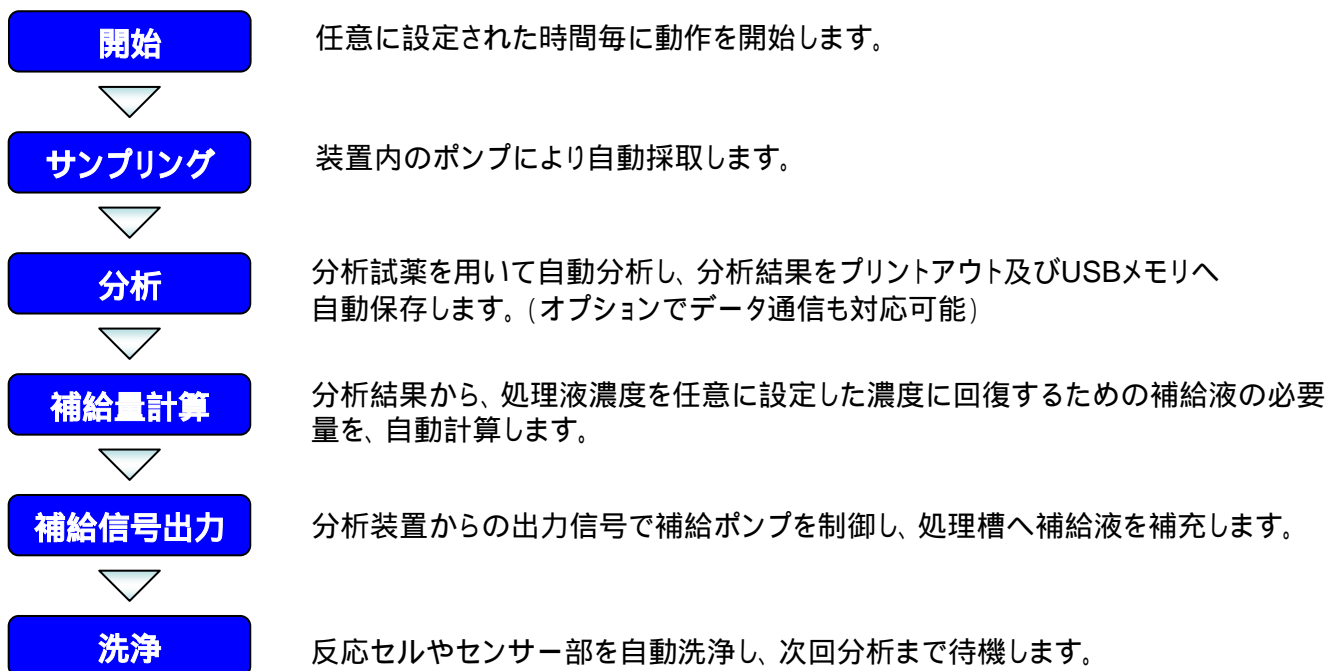 開始
任意に設定された時間毎に動作を開始します。
サンプリング
装置内のポンプにより自動採取します。
分析
分析試薬を用いて自動分析し、分析結果をプリントアウト及びUSBメモリへ
自動保存します。(オプションでデータ通信も対応可能)
補給量計算
分析結果から、処理液濃度を任意に設定した濃度に回復するための補給液の必要
量を、自動計算します。
補給信号出力
分析装置からの出力信号で補給ポンプを制御し、処理槽へ補給液を補充します。
洗浄
反応セルやセンサー部を自動洗浄し、次回分析まで待機します。